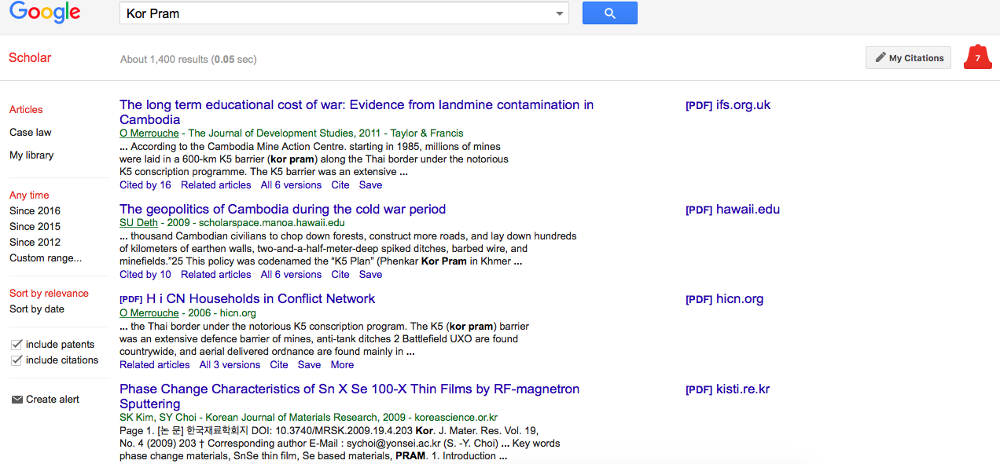 Google
Kor Pram
Scholar
About 1,400 results (0.05 sec)
My Citations
7
Articles
Case law
My library
Any time
Since 2016
Since 2015
Since 2012
Custom range...
Sort by relevance
Sort by date
include patents
include citations
Create alert
The long term educational cost of war: Evidence from landmine contamination in
Cambodia
O Merrouche - The Journal of Development Studies, 2011 - Taylor & Francis
... According to the Cambodia Mine Action Centre. starting in 1985, millions of mines
were laid in a 600-km K5 barrier (kor pram) along the Thai border under the notorious
K5 conscription programme. The K5 barrier was an extensive ...
Cited by 16 Related articles All 6 versions Cite Save
[PDF] ifs.org.uk
The geopolitics of Cambodia during the cold war period
SU Deth - 2009 - scholarspace.manoa.hawaii.edu
... thousand Cambodian civilians to chop down forests, construct more roads, and lay down hundreds
of kilometers of earthen walls, two-and-a-half-meter-deep spiked ditches, barbed wire, and
minefields."25 This policy was codenamed the “K5 Plan” (Phenkar Kor Pram in Khmer ...
Cited by 10 Related articles All 6 versions Cite Save
[PDF] hawaii.edu
[PDF] H i CN Households in Conflict Network
O Merrouche - 2006 - hicn.org
... the Thai border under the notorious K5 conscription program. The K5 (kor pram) barrier
was an extensive defence barrier of mines, anti-tank ditches 2 Battlefield UXO are found
countrywide, and aerial delivered ordnance are found mainly in ...
Related articles All 3 versions Cite Save More
[PDF] hicn.org
Phase Change Characteristics of Sn X Se 100-X Thin Films by RF-magnetron
Sputtering
SK Kim, SY Choi - Korean Journal of Materials Research, 2009 - koreascience.or.kr
Page 1. [논 문] 한국재료학회지 DOI: 10.3740/MRSK.2009.19.4.203 Kor. J. Mater. Res. Vol. 19,
No. 4 (2009) 203 † Corresponding author E-Mail : sychoi@yonsei.ac.kr (S. -Y. Choi) ... Key words
phase change materials, SnSe thin film, Se based materials, PRAM. 1. Introduction ...
[PDF] kisti.re.kr